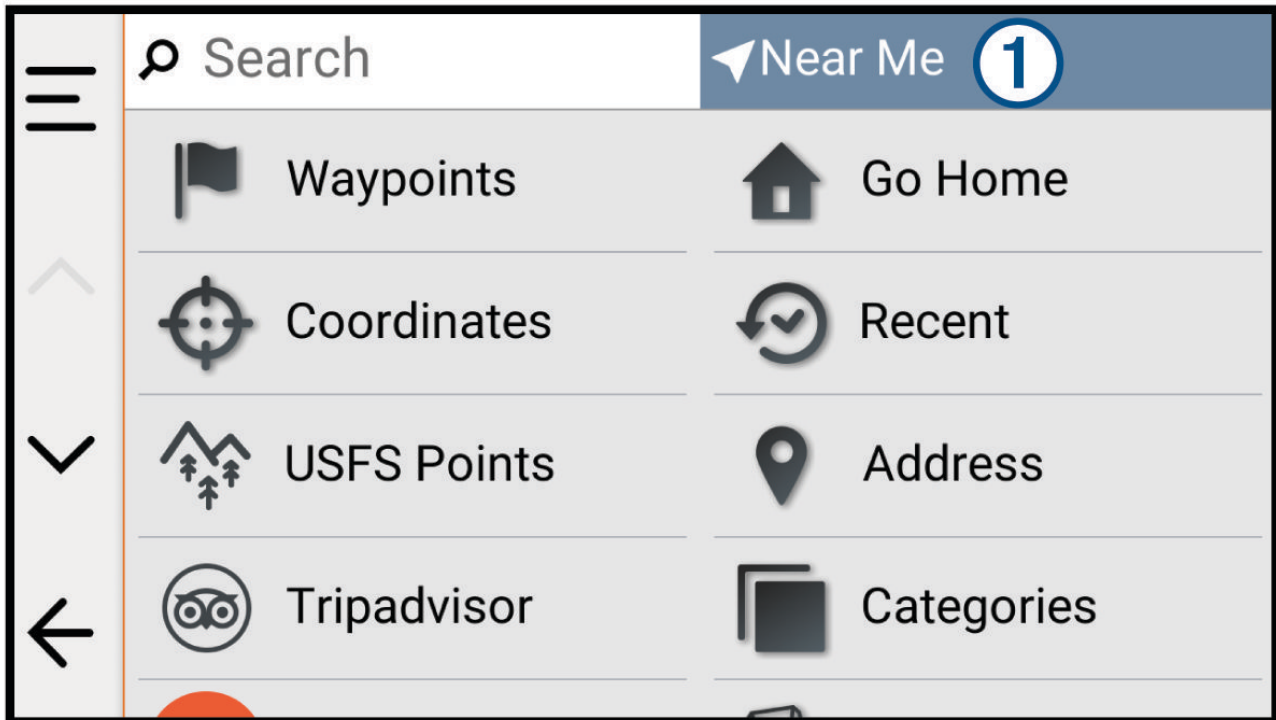 Search
Near Me 1
Waypoints
Go Home
Coordinates
Recent
USFS Points
Address
Tripadvisor
Categories